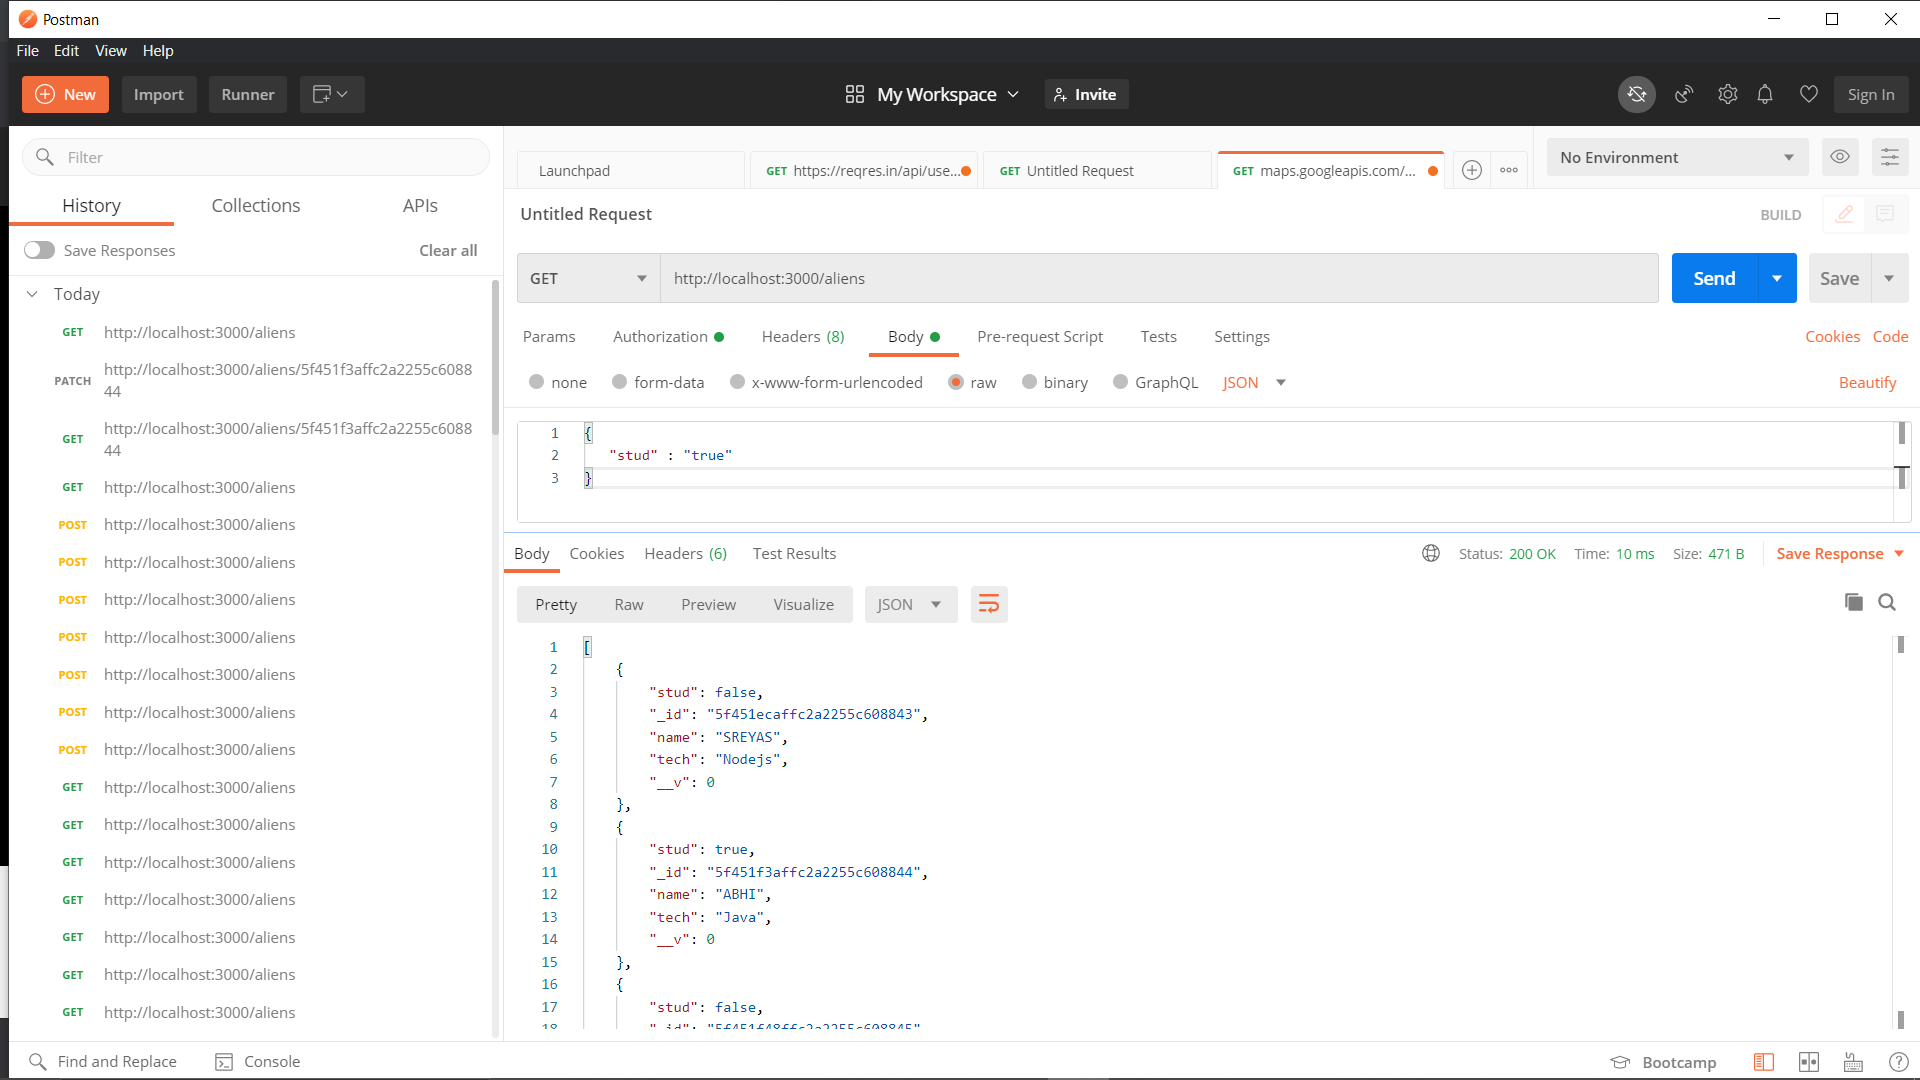 Postman
File Edit View Help
New Import Runner My Workspace Invite Sign In
Filter
History Collections APIs
Save Responses Clear all
Today
GET http://localhost:3000/aliens
PATCH http://localhost:3000/aliens/5f451f3affc2a2255c6088
44
GET http://localhost:3000/aliens/5f451f3affc2a2255c6088
44
GET http://localhost:3000/aliens
POST http://localhost:3000/aliens
POST http://localhost:3000/aliens
POST http://localhost:3000/aliens
POST http://localhost:3000/aliens
POST http://localhost:3000/aliens
POST http://localhost:3000/aliens
POST http://localhost:3000/aliens
GET http://localhost:3000/aliens
GET http://localhost:3000/aliens
GET http://localhost:3000/aliens
GET http://localhost:3000/aliens
GET http://localhost:3000/aliens
GET http://localhost:3000/aliens
GET http://localhost:3000/aliens
Launchpad GET https://reqres.in/api/use... GET Untitled Request GET maps.googleapis.com/... No Environment
Untitled Request BUILD
GET http://localhost:3000/aliens Send Save
Params Authorization Headers (8) Body Pre-request Script Tests Settings Cookies Code
none form-data x-www-form-urlencoded raw binary GraphQL JSON Beautify
1 {
2 "stud" : "true"
3 }
Body Cookies Headers (6) Test Results Status: 200 OK Time: 10 ms Size: 471 B Save Response
Pretty Raw Preview Visualize JSON
1 [
2 {
3 "stud": false,
4 "_id": "5f451ecaffc2a2255c608843",
5 "name": "SREYAS",
6 "tech": "Nodejs",
7 "__v": 0
8 },
9 {
10 "stud": true,
11 "_id": "5f451f3affc2a2255c608844",
12 "name": "ABHI",
13 "tech": "Java",
14 "__v": 0
15 },
16 {
17 "stud": false,
18 "_id": "5f451f48ffc2a2255c608845"
Find and Replace Console Bootcamp